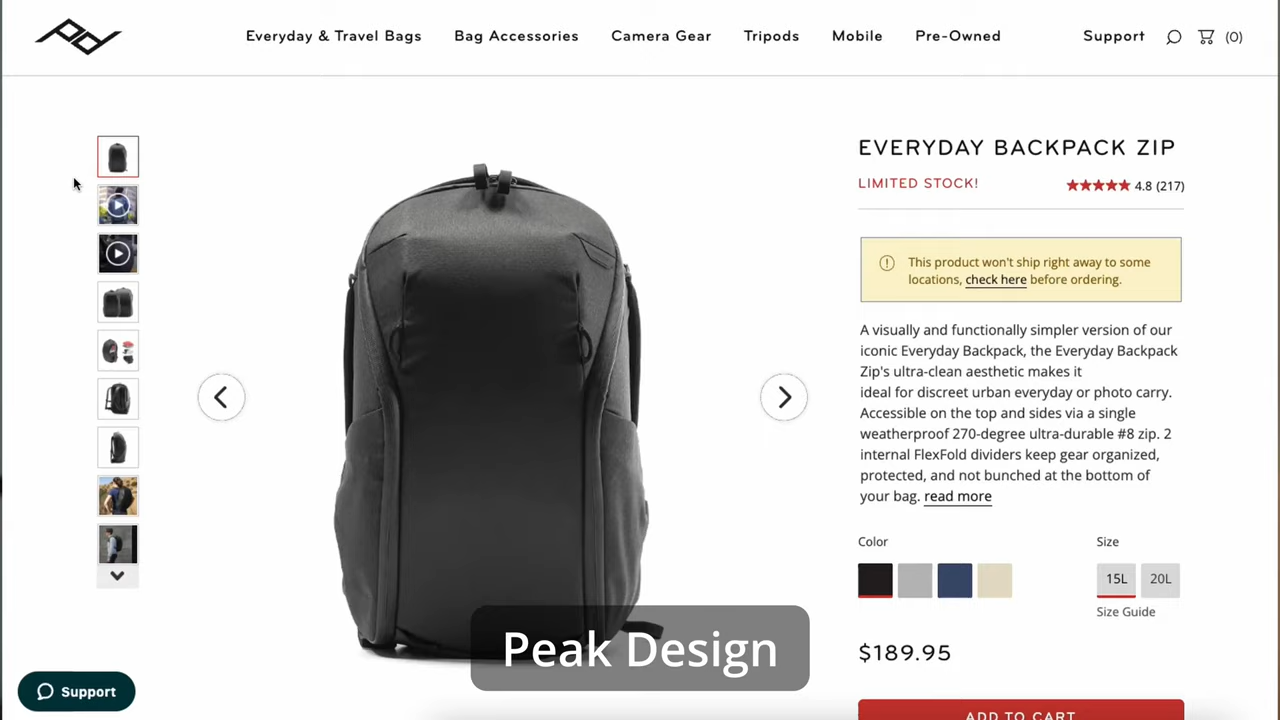 Everyday & Travel Bags Bag Accessories Camera Gear Tripods Mobile Pre-Owned Support (0)
EVERYDAY BACKPACK ZIP
LIMITED STOCK! 4.8 (217)
This product won't ship right away to some
locations, check here before ordering.
A visually and functionally simpler version of our
iconic Everyday Backpack, the Everyday Backpack
Zip's ultra-clean aesthetic makes it
ideal for discreet urban everyday or photo carry.
Accessible on the top and sides via a single
weatherproof 270-degree ultra-durable #8 zip. 2
internal FlexFold dividers keep gear organized,
protected, and not bunched at the bottom of
your bag. read more
Color Size
15L 20L
Size Guide
$189.95
ADD TO CART
Peak Design
Support